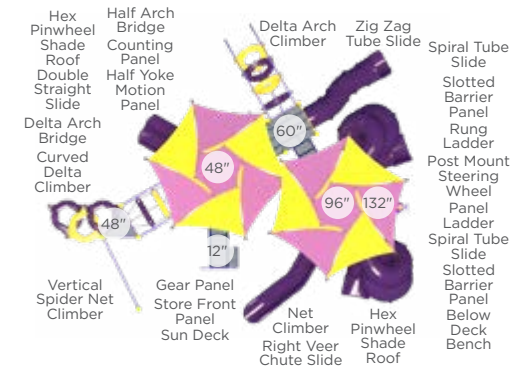 Hex
Pinwheel
Shade
Roof
Double
Straight
Slide
Half Arch
Bridge
Counting
Panel
Half Yoke
Motion
Panel
Delta Arch
Bridge
Curved
Delta
Climber
Delta Arch
Climber
Zig Zag
Tube Slide
Spiral Tube
Slide
Slotted
Barrier
Panel
Rung
Ladder
Post Mount
Steering
Wheel
Panel
Ladder
Spiral Tube
Slide
Slotted
Barrier
Panel
Below
Deck
Bench
60"
48"
96"
132"
48"
12"
Vertical
Spider Net
Climber
Gear Panel
Store Front
Panel
Sun Deck
Net
Climber
Right Veer
Chute Slide
Hex
Pinwheel
Shade
Roof